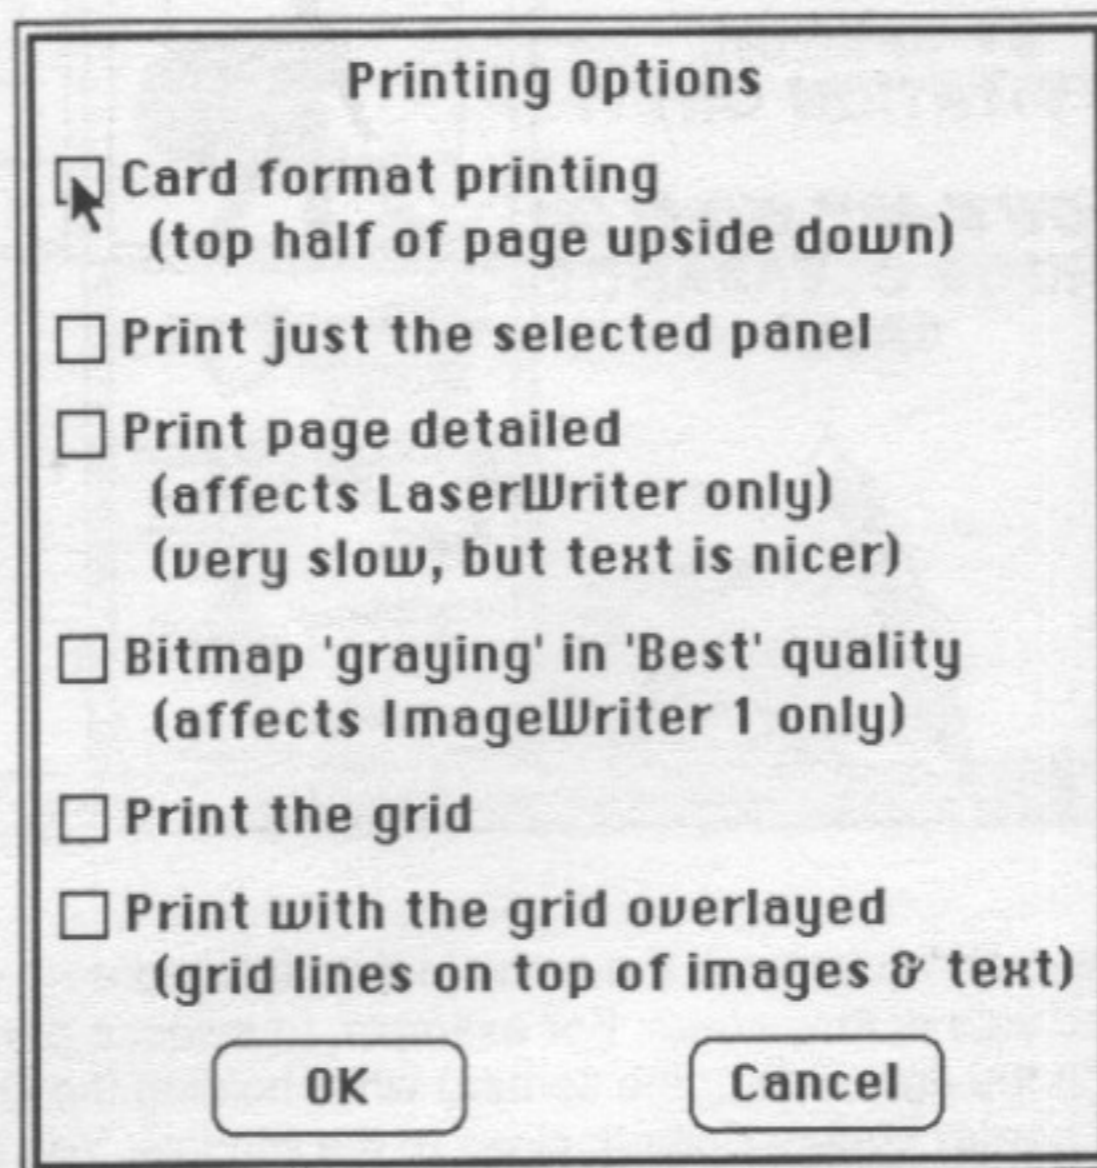 Printing Options
Card format printing
(top half of page upside down)
Print just the selected panel
Print page detailed
(affects LaserWriter only)
(very slow, but text is nicer)
Bitmap 'graying' in 'Best' quality
(affects ImageWriter 1 only)
Print the grid
Print with the grid overlayed
(grid lines on top of images & text)
OK Cancel